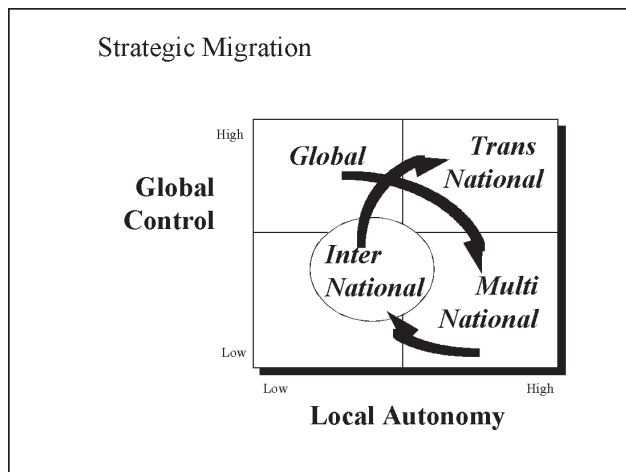 Strategic Migration
High
Global
Control
Low
Global
Trans
National
Inter
National
Multi
National
Low
High
Local Autonomy